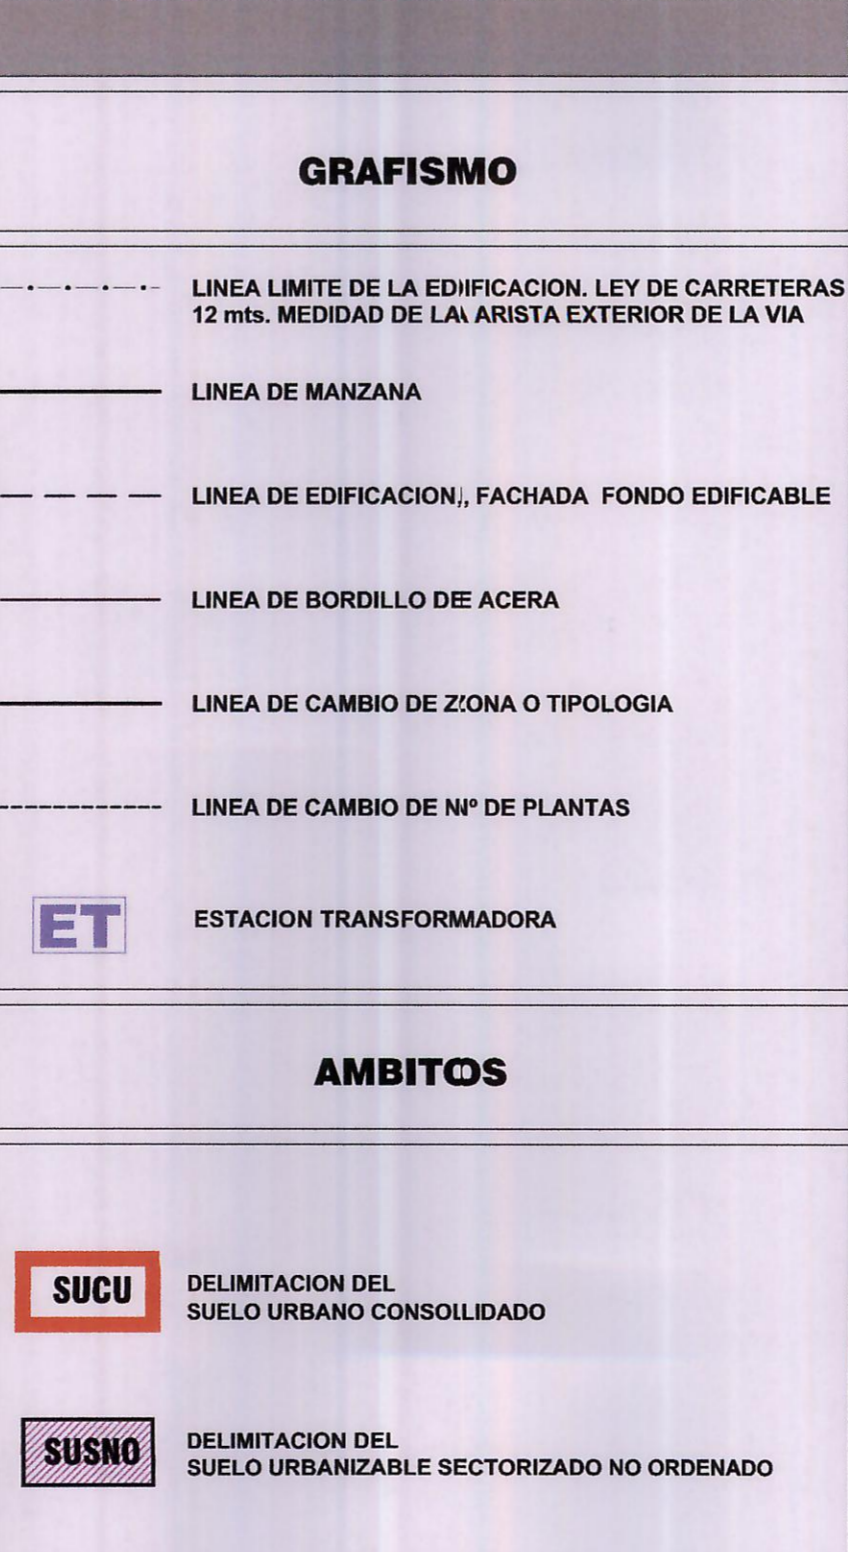 GRAFISMO
LINEA LIMITE DE LA EDIFICACION. LEY DE CARRETERAS
12 mts. MEDIDAD DE LA ARISTA EXTERIOR DE LA VIA
LINEA DE MANZANA
LINEA DE EDIFICACION, FACHADA FONDO EDIFICABLE
LINEA DE BORDILLO DE ACERA
LINEA DE CAMBIO DE ZONA O TIPOLOGIA
LINEA DE CAMBIO DE Nº DE PLANTAS
ET ESTACION TRANSFORMADORA
AMBITOS
SUCU DELIMITACION DEL
SUELO URBANO CONSOLIDADO
SUSNO DELIMITACION DEL
SUELO URBANIZABLE SECTORIZADO NO ORDENADO